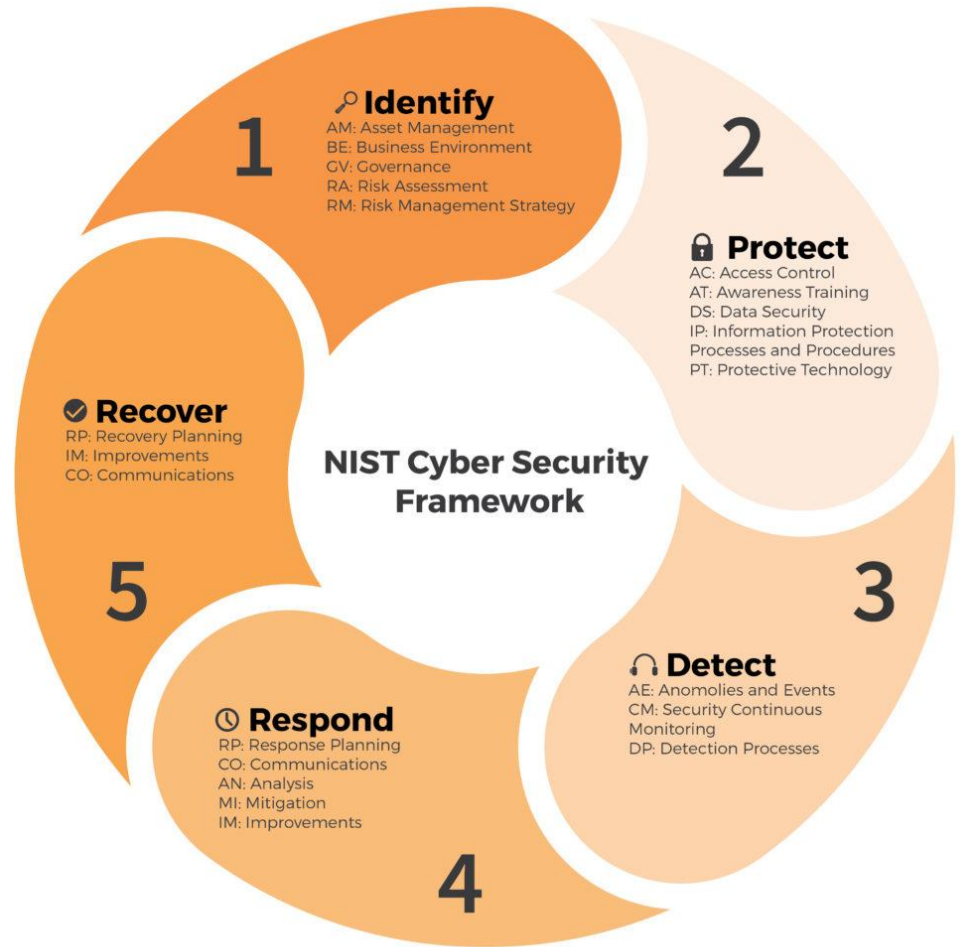 1
Identify
AM: Asset Management
BE: Business Environment
GV: Governance
RA: Risk Assessment
RM: Risk Management Strategy
2
Protect
AC: Access Control
AT: Awareness Training
DS: Data Security
IP: Information Protection
Processes and Procedures
PT: Protective Technology
3
Detect
AE: Anomolies and Events
CM: Security Continuous
Monitoring
DP: Detection Processes
4
Respond
RP: Response Planning
CO: Communications
AN: Analysis
MI: Mitigation
IM: Improvements
5
Recover
RP: Recovery Planning
IM: Improvements
CO: Communications
NIST Cyber Security
Framework